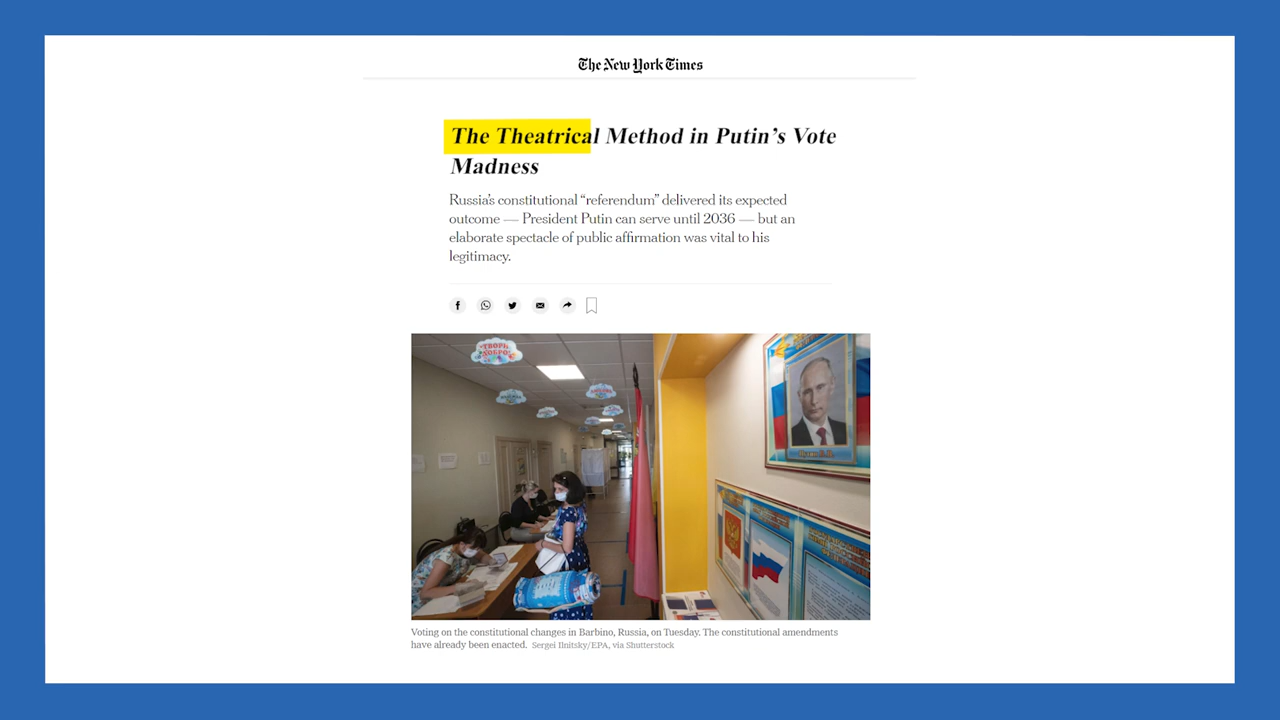 The New York Times
The Theatrical Method in Putin's Vote
Madness
Russia's constitutional “referendum” delivered its expected
outcome — President Putin can serve until 2036 — but an
elaborate spectacle of public affirmation was vital to his
legitimacy.
ТВОРИ
ДОБРО
Voting on the constitutional changes in Barbino, Russia, on Tuesday. The constitutional amendments
have already been enacted. Sergei Ilnitsky/EPA, via Shutterstock